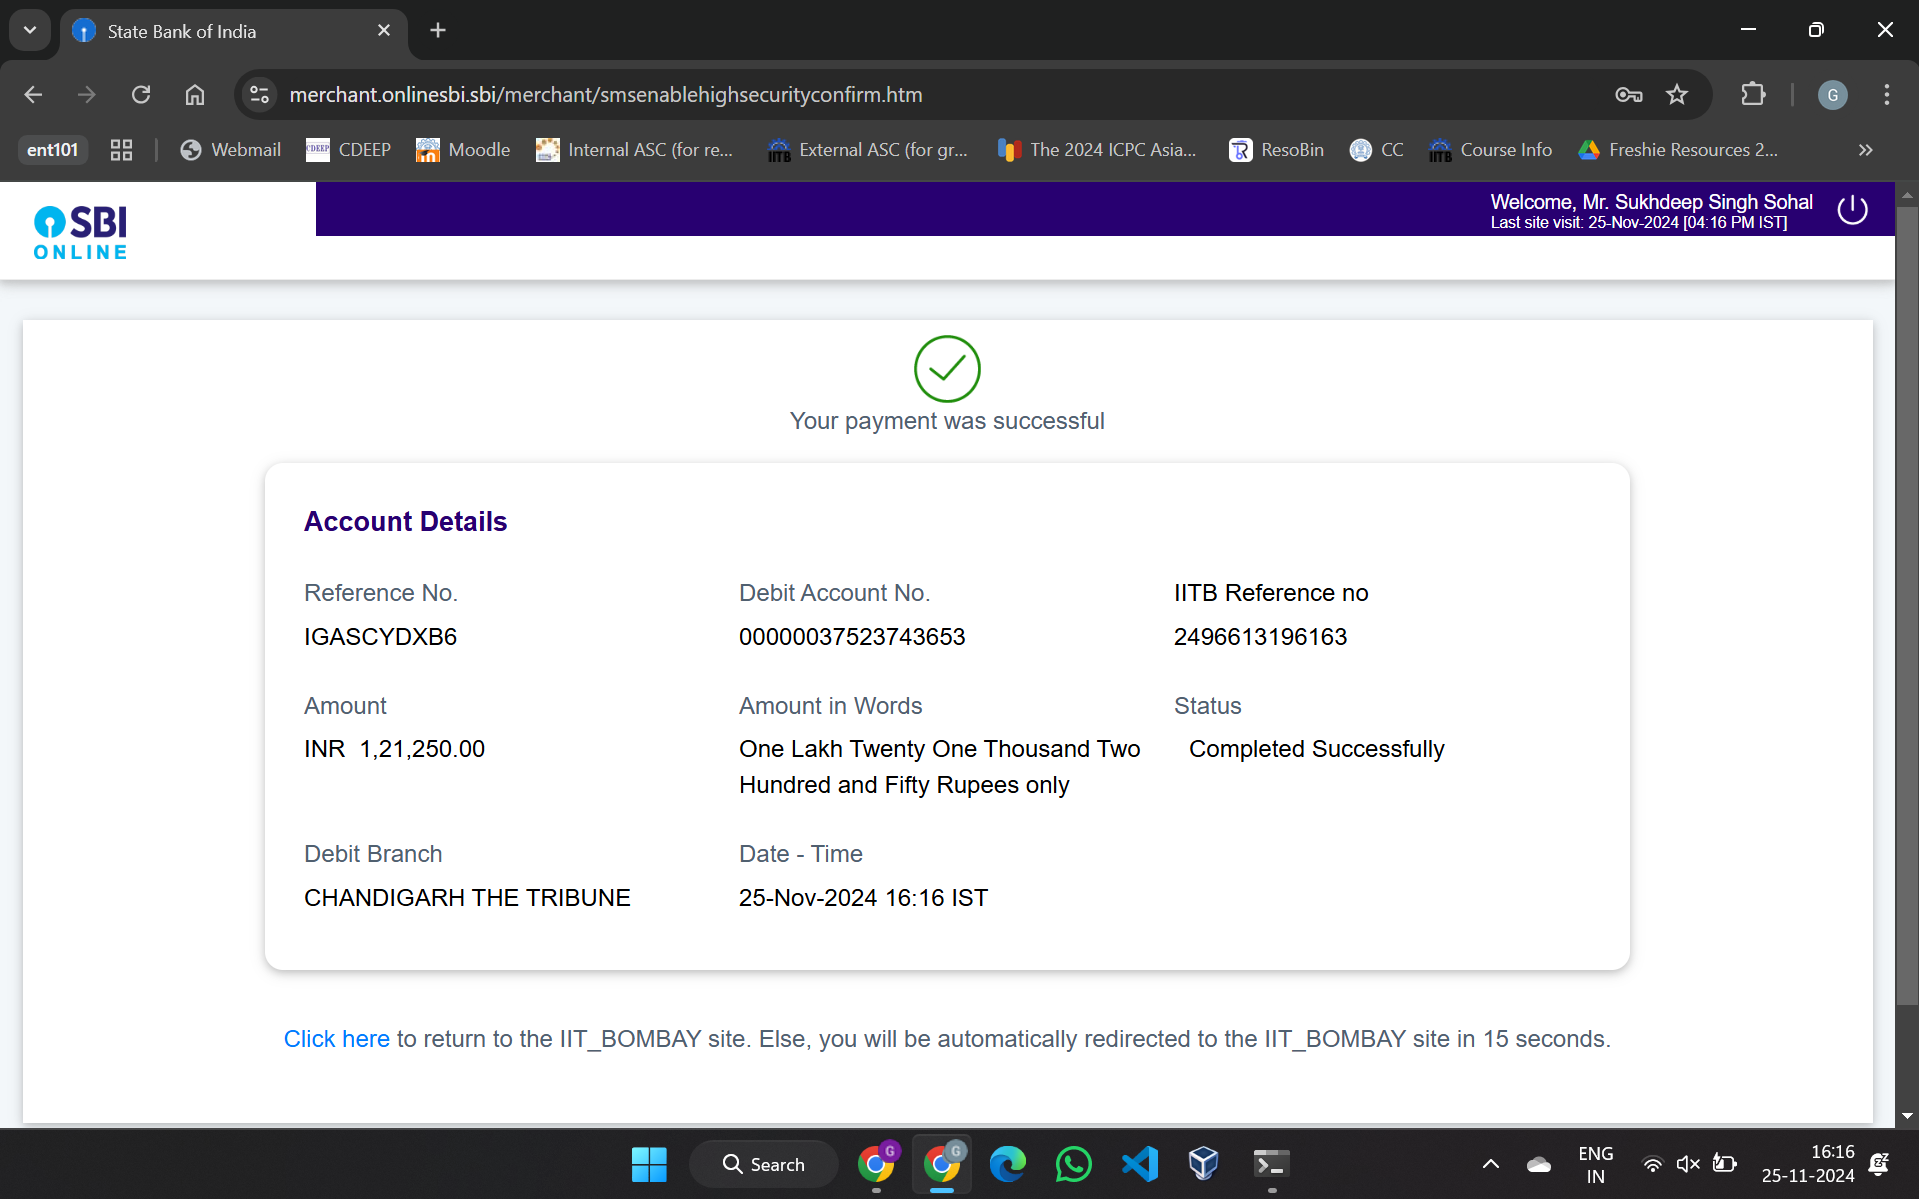 State Bank of India
merchant.onlinesbi.sbi/merchant/smsenablehighsecurityconfirm.htm
G
ent101
Webmail
CDEEP
CDEEP
Moodle
Internal ASC (for re...
External ASC (for gr...
The 2024 ICPC Asia...
ResoBin
CC
Course Info
Freshie Resources 2...
SBI
ONLINE
Welcome, Mr. Sukhdeep Singh Sohal
Last site visit: 25-Nov-2024 [04:16 PM IST]
Your payment was successful
Account Details
Reference No.
IGASCYDXB6
Debit Account No.
00000037523743653
IITB Reference no
2496613196163
Amount
INR 1,21,250.00
Amount in Words
One Lakh Twenty One Thousand Two
Hundred and Fifty Rupees only
Status
Completed Successfully
Debit Branch
CHANDIGARH THE TRIBUNE
Date - Time
25-Nov-2024 16:16 IST
Click here to return to the IIT_BOMBAY site. Else, you will be automatically redirected to the IIT_BOMBAY site in 15 seconds.
Search
G
G
ENG
IN
16:16
25-11-2024